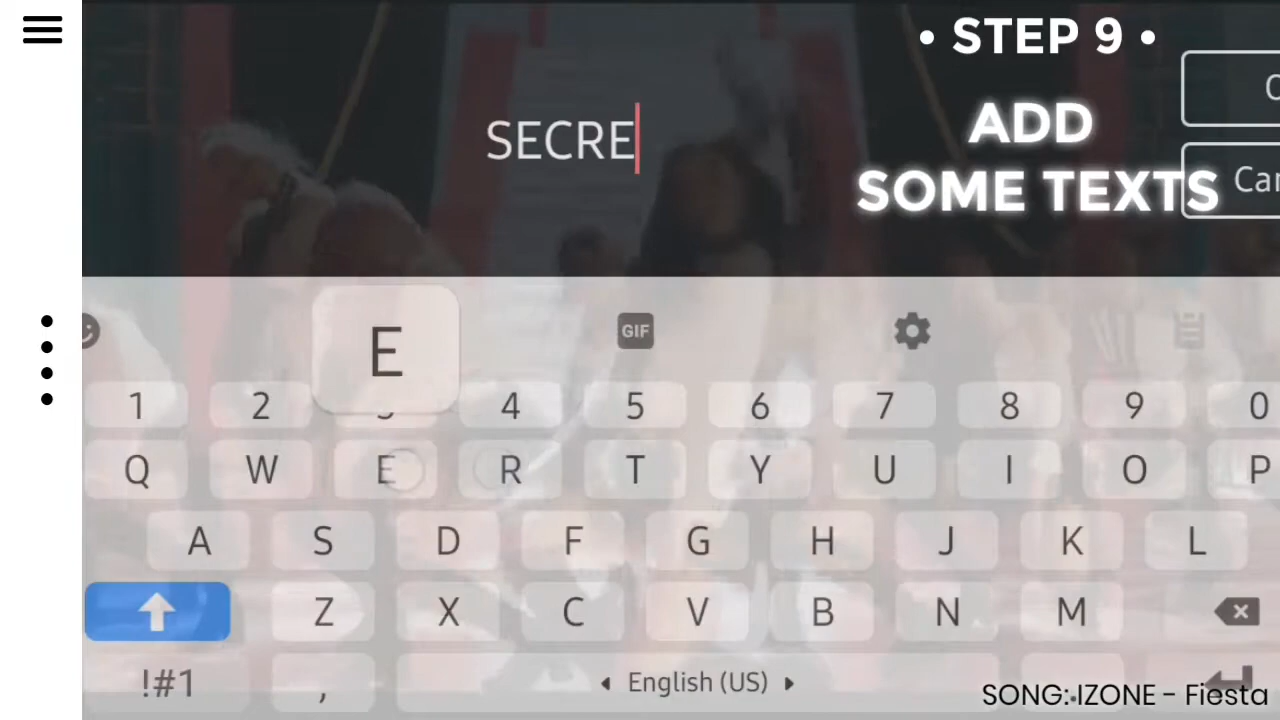 • STEP 9 •
ADD
SOME TEXTS
SECRE
E
GIF
1 2 4 5 6 7 8 9 0
Q W E R T Y U I O P
A S D F G H J K L
Z X C V B N M
!#1 , English (US)
SONG: IZONE - Fiesta